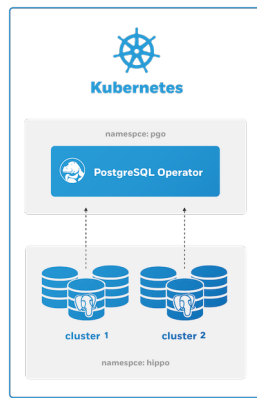 Kubernetes
namespce: pgo
PostgreSQL Operator
cluster 1
cluster 2
namespce: hippo